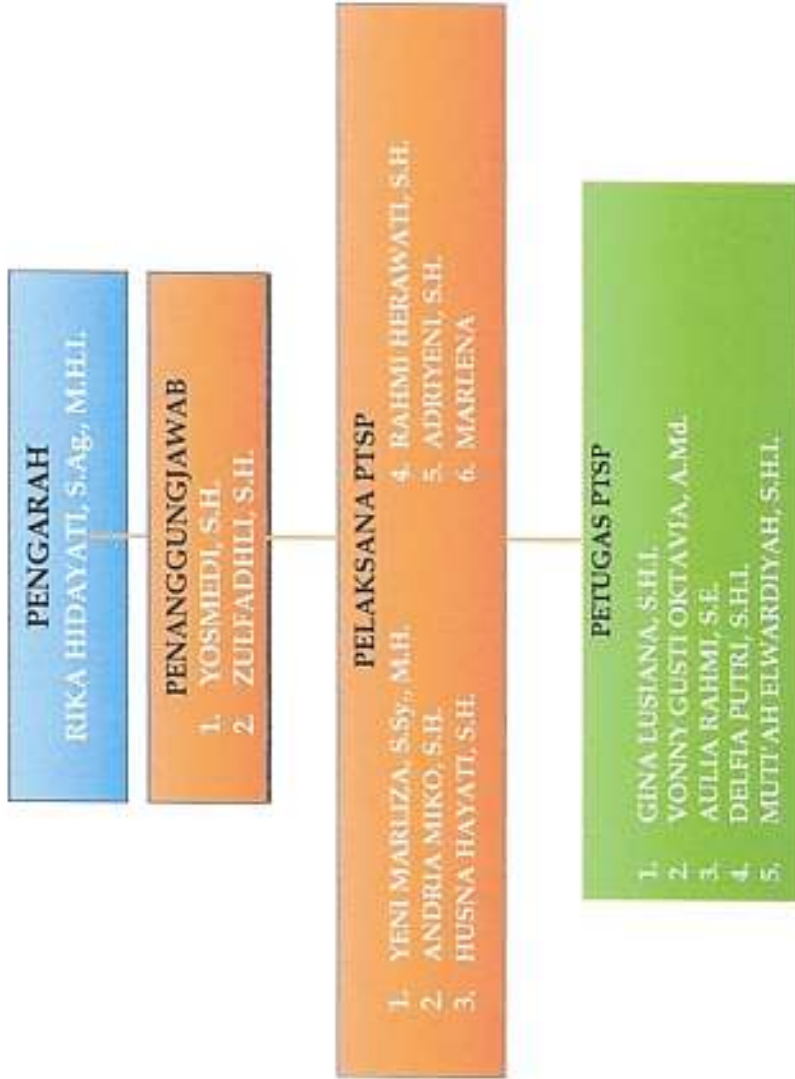 PENGARAH
RIKA HIDAYATI, S.Ag., M.H.I.
PENANGGUNGJAWAB
1. YOSMEDI, S.H.
2. ZULFADHLI, S.H.
PELAKSANA PTSP
1. YENI MARLIZA, S.Sy., M.H.
2. ANDRIA MIKO, S.H.
3. HUSNA HAYATI, S.H.
4. RAHMI HERAWATI, S.H.
5. ADRIYENI, S.H.
6. MARLENA
PETUGAS PTSP
1. GINA LUSIANA, S.H.I.
2. VONNY GUSTI OKTAVIA, A.Md.
3. AULIA RAHMI, S.E.
4. DELFIA PUTRI, S.H.I.
5. MUTI'AH ELWARDIYAH, S.H.I.